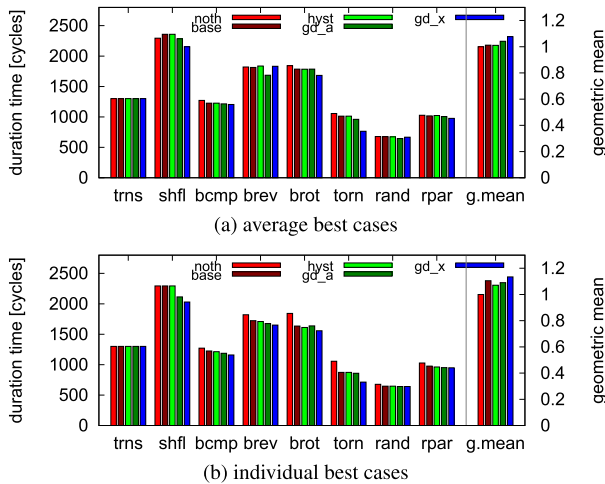 noth hyst gd_x
base gd_a
duration time [cycles]
2500
2000
1500
1000
500
0
1.2
1
0.8
0.6
0.4
0.2
0
geometric mean
trns shfl bcmp brev brot torn rand rpar g.mean
(a) average best cases
noth hyst gd_x
base gd_a
duration time [cycles]
2500
2000
1500
1000
500
0
1.2
1
0.8
0.6
0.4
0.2
0
geometric mean
trns shfl bcmp brev brot torn rand rpar g.mean
(b) individual best cases